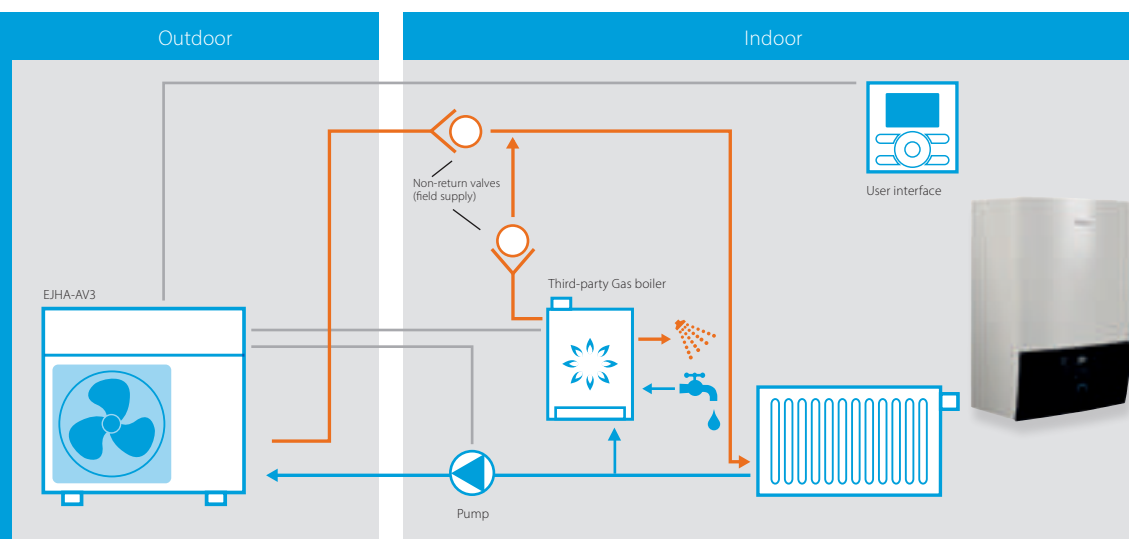 Outdoor
Indoor
Non-return valves
(field supply)
User interface
EJHA-AV3
Third-party Gas boiler
Pump